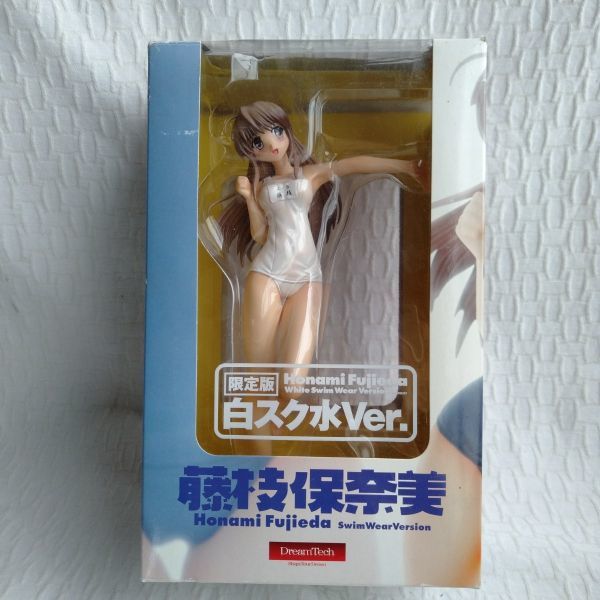 限定版
Honami Fujieda
White Swim Wear Version
白スク水Ver.
藤枝保奈美
Honami Fujieda SwimWearVersion
DreamTech